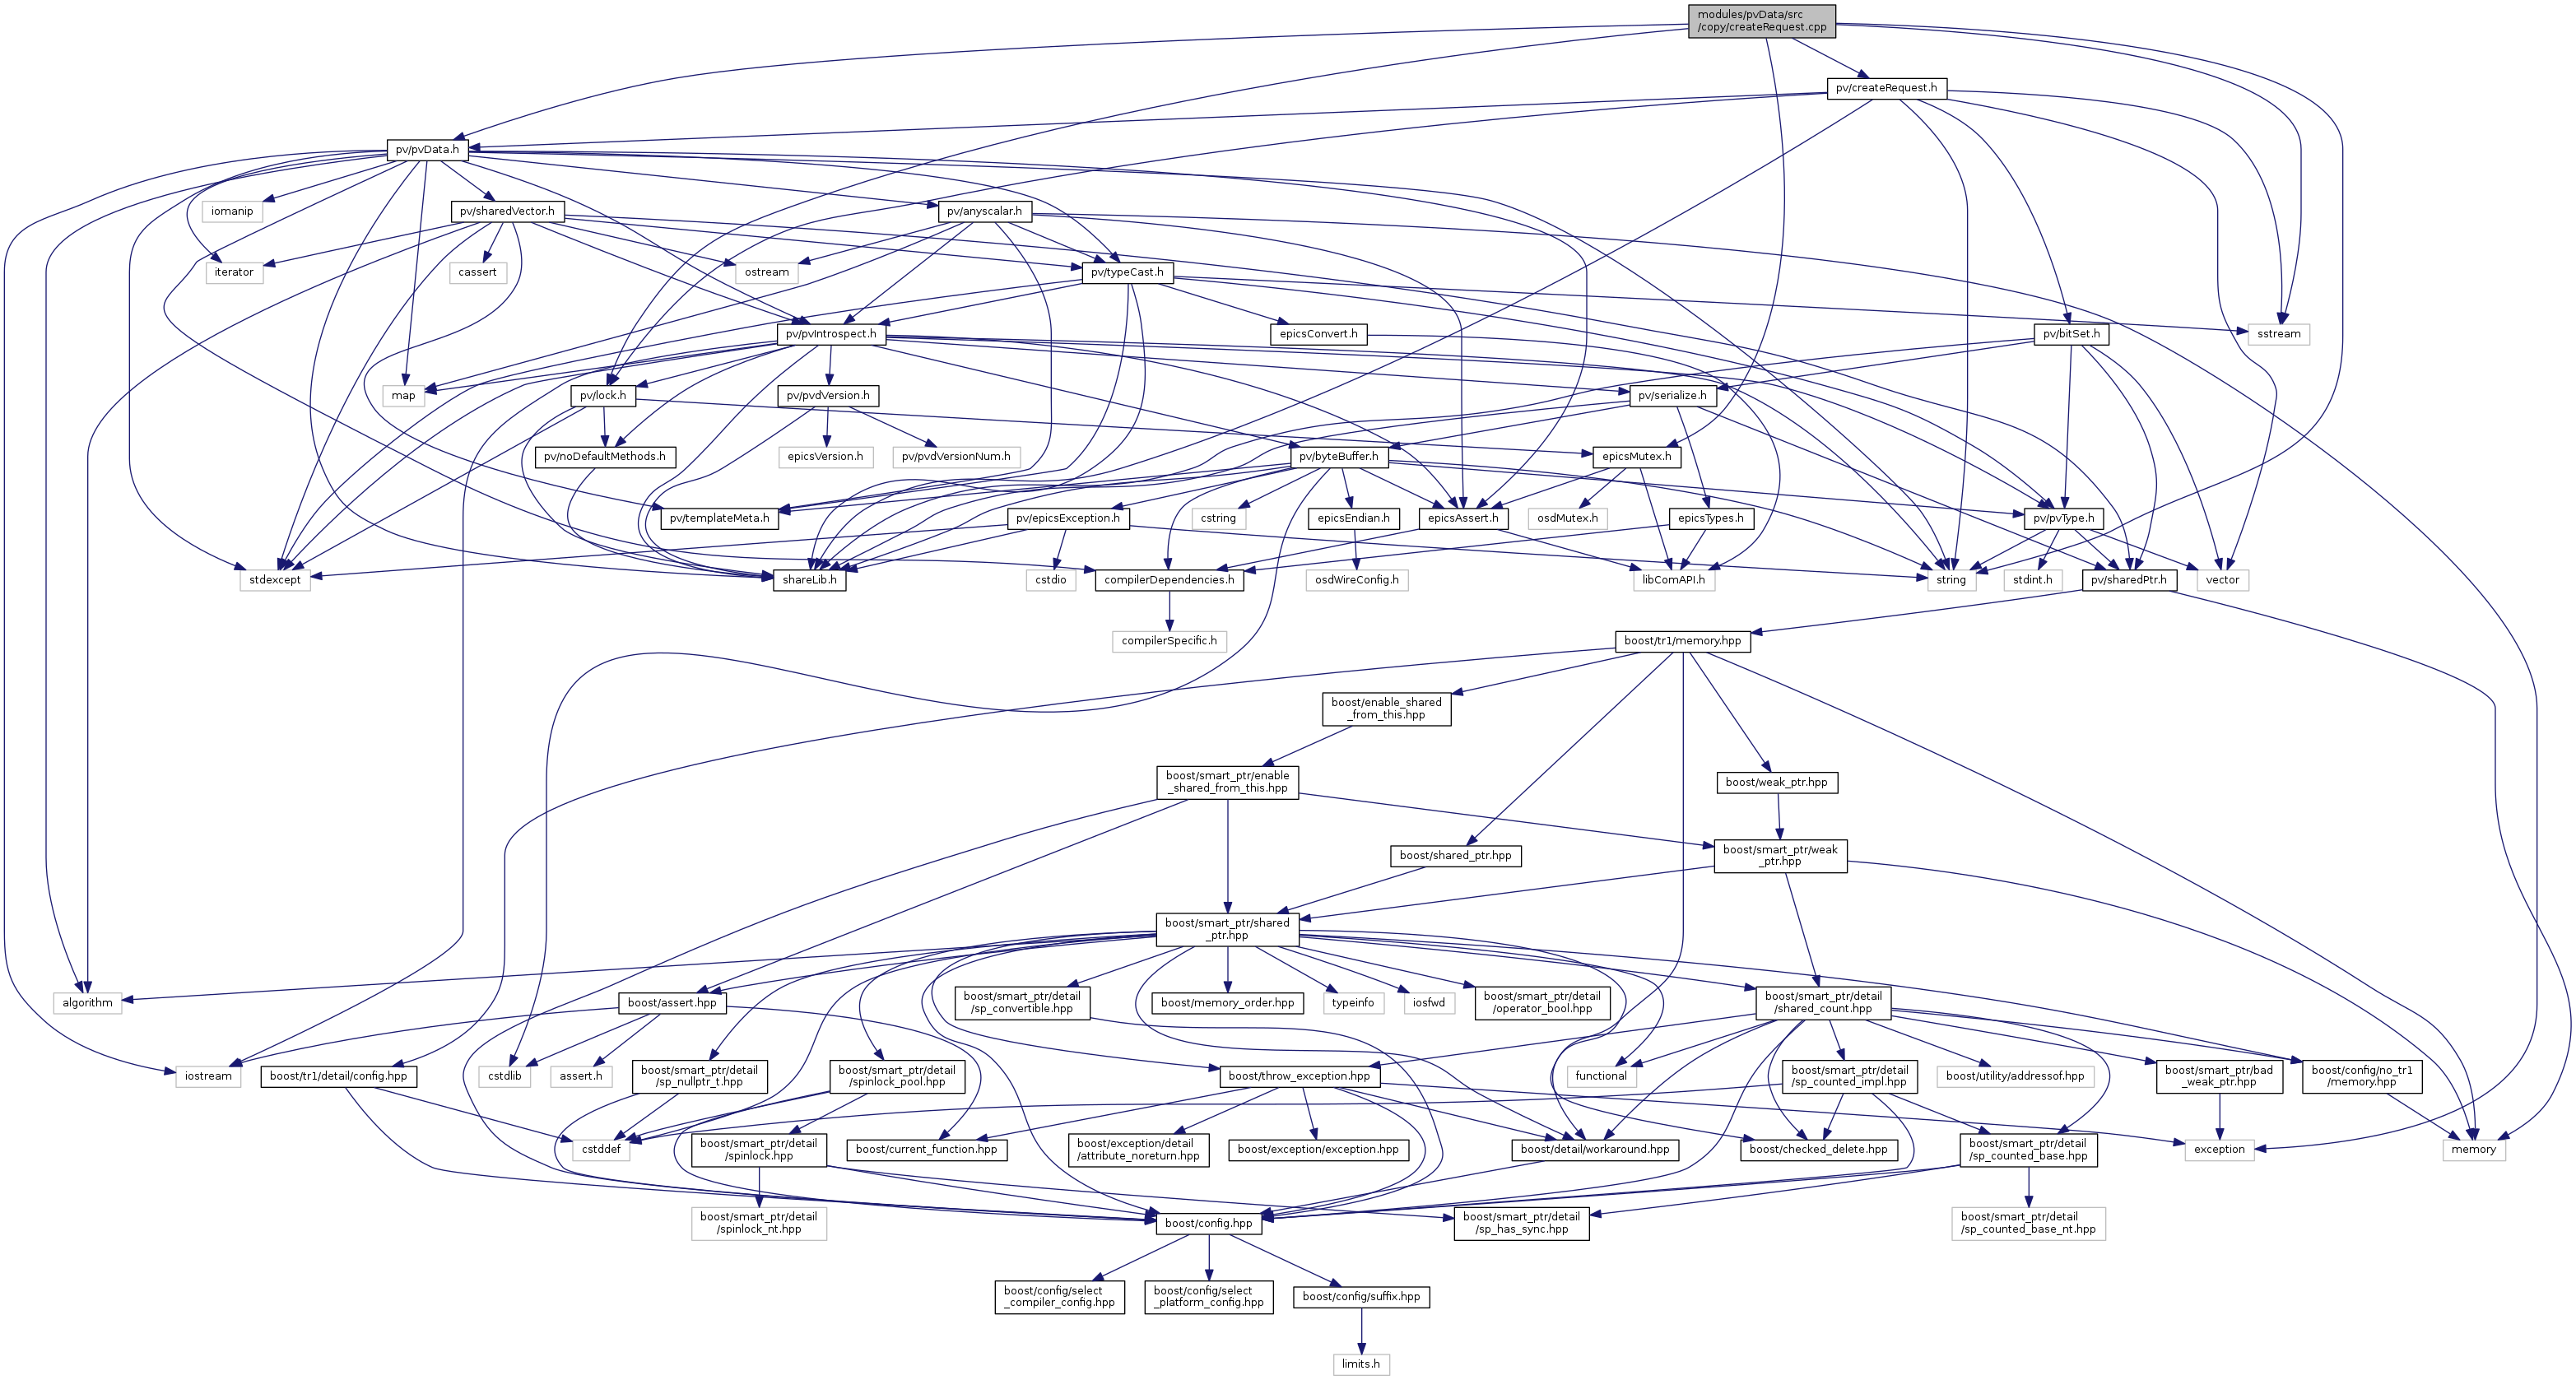 modules/pvData/src
/copy/createRequest.cpp
pv/createRequest.h
pv/pvData.h
iomanip
pv/sharedVector.h
pv/anyscalar.h
iterator
cassert
ostream
pv/typeCast.h
pv/pvIntrospect.h
epicsConvert.h
pv/bitSet.h
sstream
map
pv/lock.h
pv/pvdVersion.h
pv/serialize.h
pv/noDefaultMethods.h
epicsVersion.h
pv/pvdVersionNum.h
pv/byteBuffer.h
epicsMutex.h
pv/templateMeta.h
pv/epicsException.h
cstring
epicsEndian.h
epicsAssert.h
osdMutex.h
epicsTypes.h
pv/pvType.h
stdexcept
shareLib.h
cstdio
compilerDependencies.h
osdWireConfig.h
libComAPI.h
string
stdint.h
pv/sharedPtr.h
vector
compilerSpecific.h
boost/tr1/memory.hpp
boost/enable_shared
_from_this.hpp
boost/smart_ptr/enable
_shared_from_this.hpp
boost/weak_ptr.hpp
boost/shared_ptr.hpp
boost/smart_ptr/weak
_ptr.hpp
boost/smart_ptr/shared
_ptr.hpp
algorithm
boost/assert.hpp
boost/smart_ptr/detail
/sp_convertible.hpp
boost/memory_order.hpp
typeinfo
iosfwd
boost/smart_ptr/detail
/operator_bool.hpp
boost/smart_ptr/detail
/shared_count.hpp
iostream
boost/tr1/detail/config.hpp
cstdlib
assert.h
boost/smart_ptr/detail
/sp_nullptr_t.hpp
boost/smart_ptr/detail
/spinlock_pool.hpp
boost/throw_exception.hpp
functional
boost/smart_ptr/detail
/sp_counted_impl.hpp
boost/utility/addressof.hpp
boost/smart_ptr/bad
_weak_ptr.hpp
boost/config/no_tr1
/memory.hpp
cstddef
boost/smart_ptr/detail
/spinlock.hpp
boost/current_function.hpp
boost/exception/detail
/attribute_noreturn.hpp
boost/exception/exception.hpp
boost/detail/workaround.hpp
boost/checked_delete.hpp
boost/smart_ptr/detail
/sp_counted_base.hpp
exception
memory
boost/smart_ptr/detail
/spinlock_nt.hpp
boost/config.hpp
boost/smart_ptr/detail
/sp_has_sync.hpp
boost/smart_ptr/detail
/sp_counted_base_nt.hpp
boost/config/select
_compiler_config.hpp
boost/config/select
_platform_config.hpp
boost/config/suffix.hpp
limits.h